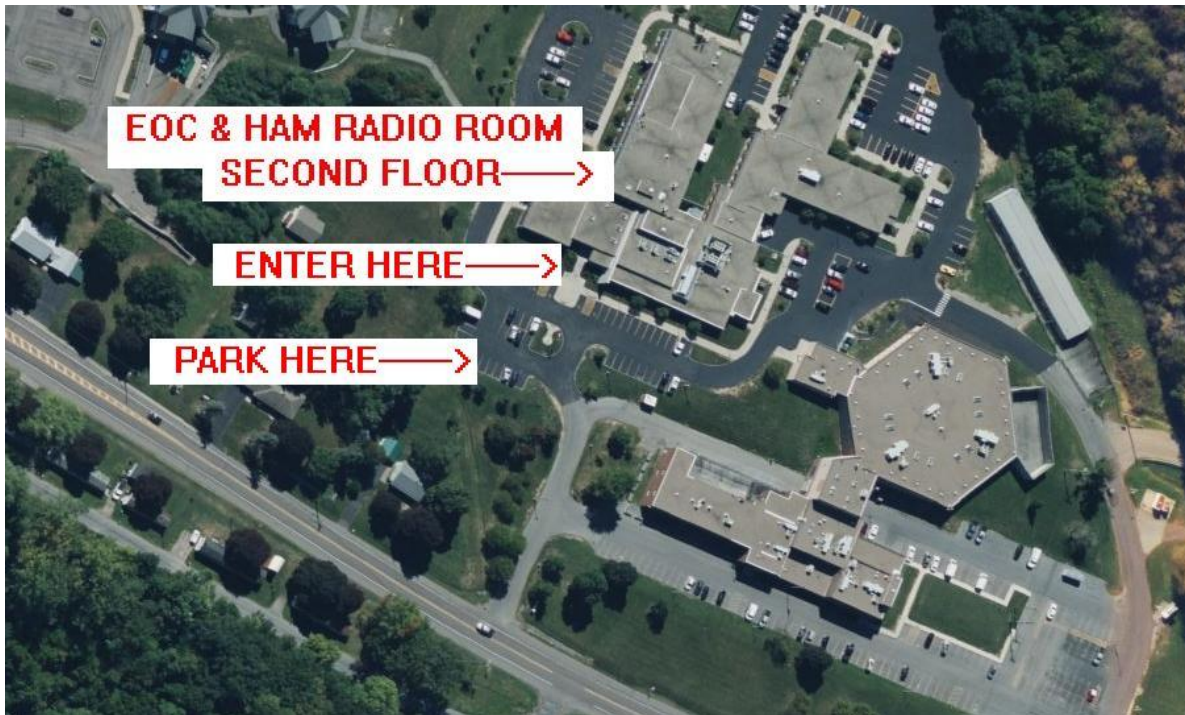 EOC & HAM RADIO ROOM
SECOND FLOOR
ENTER HERE
PARK HERE